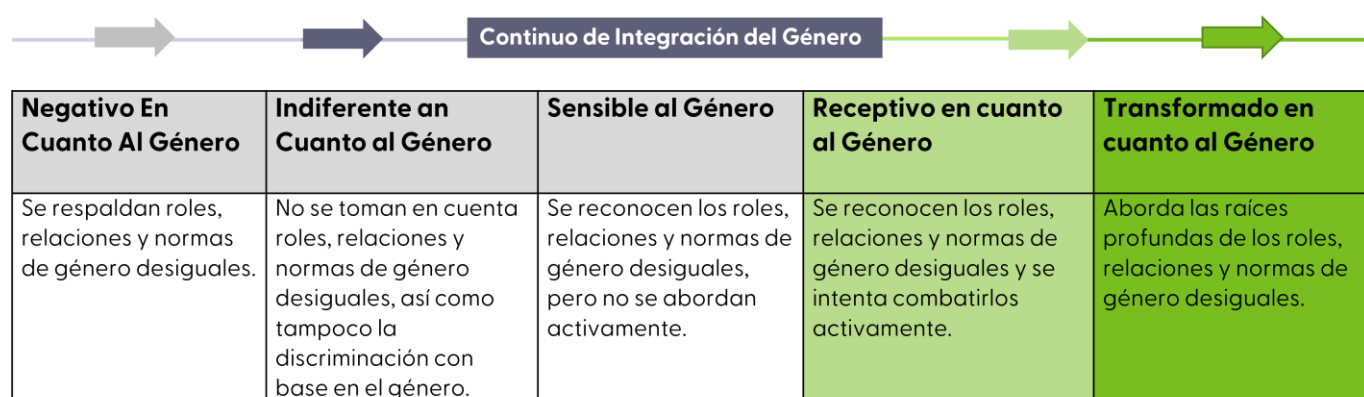 Continuo de Integración del Género
Negativo En
Cuanto Al Género
Se respaldan roles,
relaciones y normas
de género desiguales.
Indiferente an
Cuanto al Género
No se toman en cuenta
roles, relaciones y
normas de género
desiguales, así como
tampoco la
discriminación con
base en el género.
Sensible al Género
Se reconocen los roles,
relaciones y normas de
género desiguales,
pero no se abordan
activamente.
Receptivo en cuanto
al Género
Se reconocen los roles,
relaciones y normas de
género desiguales y se
intenta combatirlos
activamente.
Transformado en
cuanto al Género
Aborda las raíces
profundas de los roles,
relaciones y normas de
género desiguales.